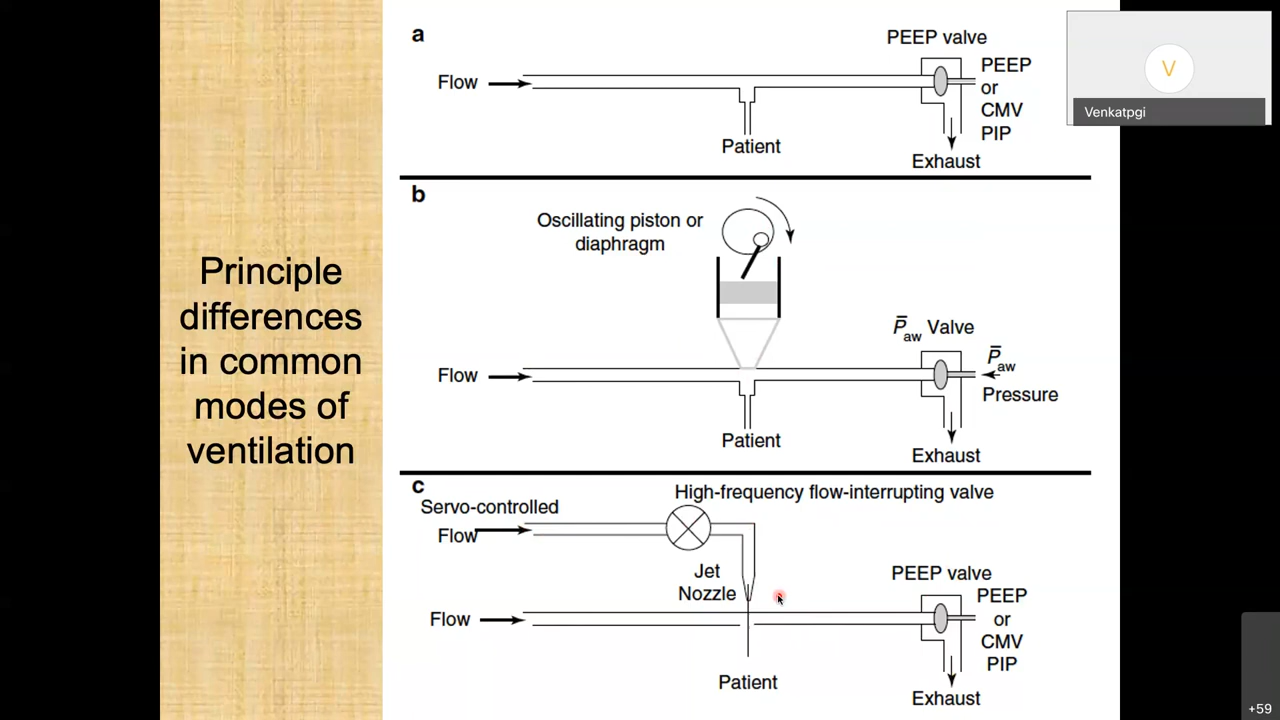 Principle
differences
in common
modes of
ventilation
a
PEEP valve
Flow
PEEP
or
CMV
PIP
Patient
Exhaust
b
Oscillating piston or
diaphragm
P̅aw Valve
P̅aw
Flow
Pressure
Patient
Exhaust
c
High-frequency flow-interrupting valve
Servo-controlled
Flow
Jet
Nozzle
PEEP valve
PEEP
or
CMV
PIP
Flow
Patient
Exhaust
V
Venkatpgi
+59